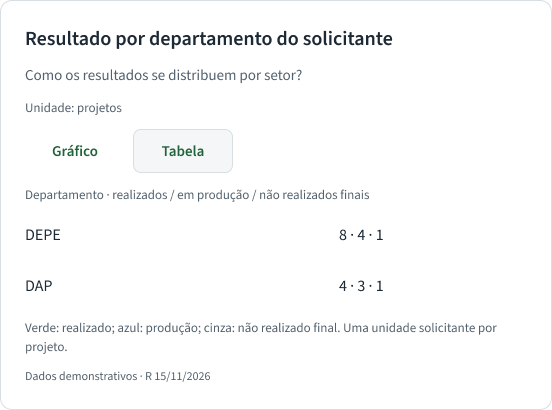 Resultado por departamento do solicitante
Como os resultados se distribuem por setor?
Unidade: projetos
Gráfico Tabela
Departamento · realizados / em produção / não realizados finais
DEPE 8 · 4 · 1
DAP 4 · 3 · 1
Verde: realizado; azul: produção; cinza: não realizado final. Uma unidade solicitante por
projeto.
Dados demonstrativos · R 15/11/2026